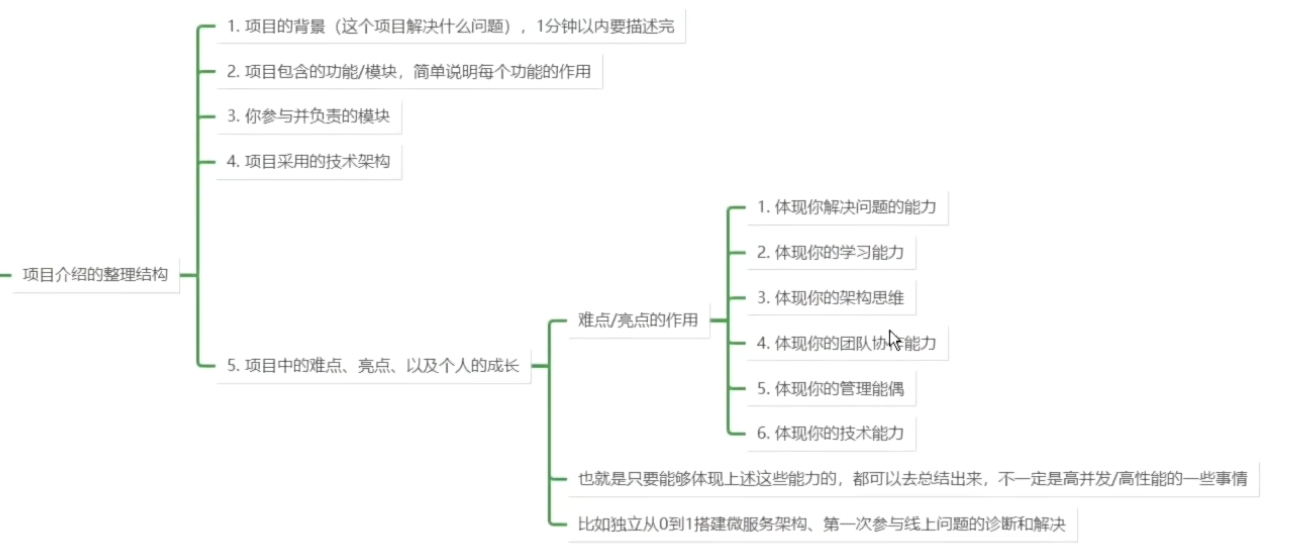 1. 项目的背景（这个项目解决什么问题），1分钟以内要描述完
2. 项目包含的功能/模块，简单说明每个功能的作用
3. 你参与并负责的模块
4. 项目采用的技术架构
项目介绍的整理结构
5. 项目中的难点、亮点、以及个人的成长
难点/亮点的作用
1. 体现你解决问题的能力
2. 体现你的学习能力
3. 体现你的架构思维
4. 体现你的团队协作能力
5. 体现你的管理能偶
6. 体现你的技术能力
也就是只要能够体现上述这些能力的，都可以去总结出来，不一定是高并发/高性能的一些事情
比如独立从0到1搭建微服务架构、第一次参与线上问题的诊断和解决